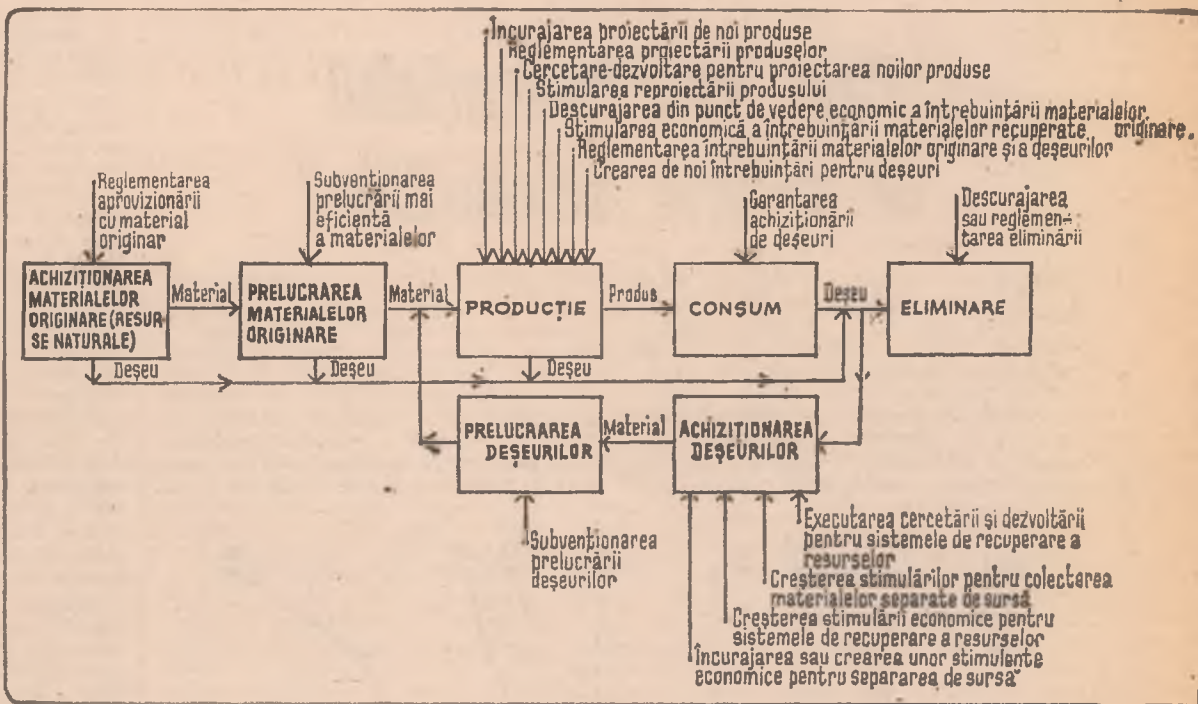 Încurajarea proiectării de noi produse
Reglementarea proiectării produselor
Cercetare-dezvoltare pentru proiectarea noilor produse
Stimularea reproiectării produsului
Descurajarea din punct de vedere economic a întrebuințării materialelor
originare.
Stimularea economică a întrebuințării materialelor recuperate
Reglementarea întrebuințării materialelor originare și a deșeurilor
Crearea de noi întrebuințări pentru deșeuri
Reglementarea
aprovizionării
cu material
originar
Subvenționarea
prelucrării mai
eficientă
a materialelor
Garantarea
achiziționării
de deșeuri
Descurajarea
sau reglemen-
tarea eliminării
ACHIZIȚIONAREA
MATERIALELOR
ORIGINARE (RESUR-
SE NATURALE)
Material
PRELUCRAREA
MATERIALELOR
ORIGINARE
Material
PRODUCȚIE
Produs
CONSUM
Deșeu
ELIMINARE
Deșeu
Deșeu
Deșeu
PRELUCRAREA
DEȘEURILOR
Material
ACHIZIȚIONAREA
DEȘEURILOR
Subvenționarea
prelucrării
deșeurilor
Executarea cercetării și dezvoltării
pentru sistemele de recuperare a
resurselor
Creșterea stimulărilor pentru colectarea
materialelor separate de sursă
Creșterea stimulării economice pentru
sistemele de recuperare a resurselor
Încurajarea sau crearea unor stimulente
economice pentru separarea de sursă